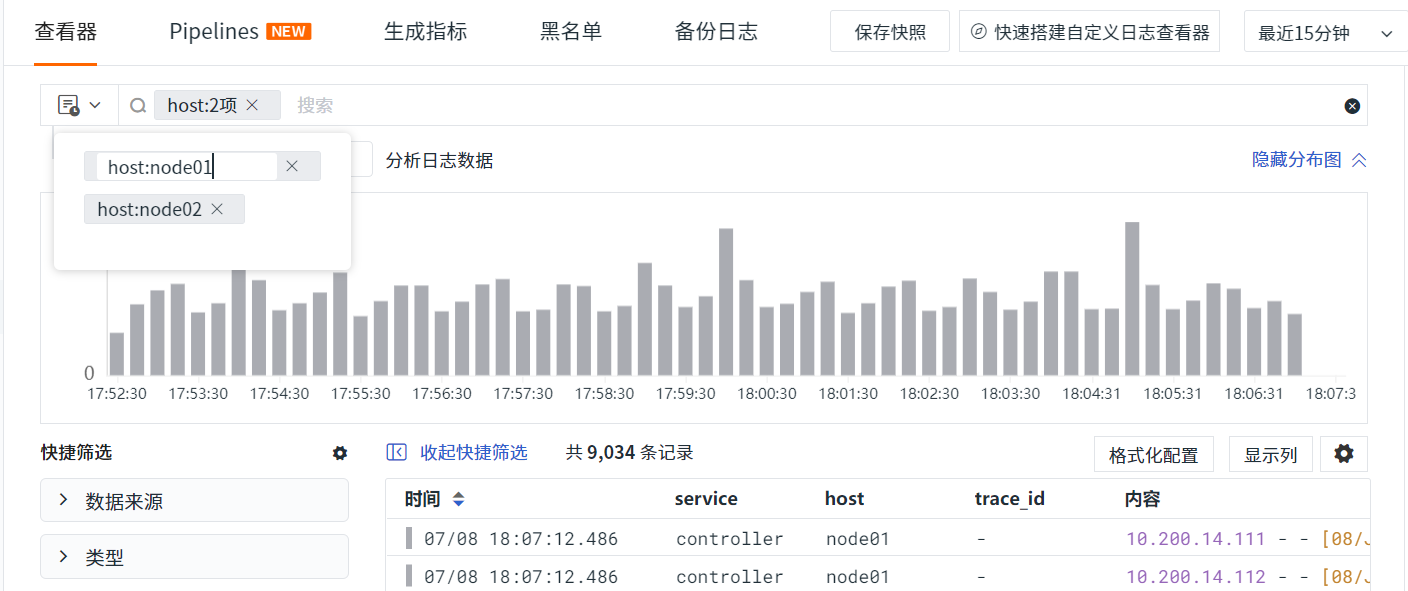 查看器 Pipelines NEW 生成指标 黑名单 备份日志 保存快照 快速搭建自定义日志查看器 最近15分钟
host:2项 搜索
host:node01
分析日志数据 隐藏分布图
host:node02
0
17:52:30 17:53:30 17:54:30 17:55:30 17:56:30 17:57:30 17:58:30 17:59:30 18:00:30 18:01:30 18:02:30 18:03:30 18:04:31 18:05:31 18:06:31 18:07:3
快捷筛选 收起快捷筛选 共 9,034 条记录 格式化配置 显示列
数据来源 时间 service host trace_id 内容
07/08 18:07:12.486 controller node01 - 10.200.14.111 - - [08/J
类型
07/08 18:07:12.486 controller node01 - 10.200.14.112 - - [08/J